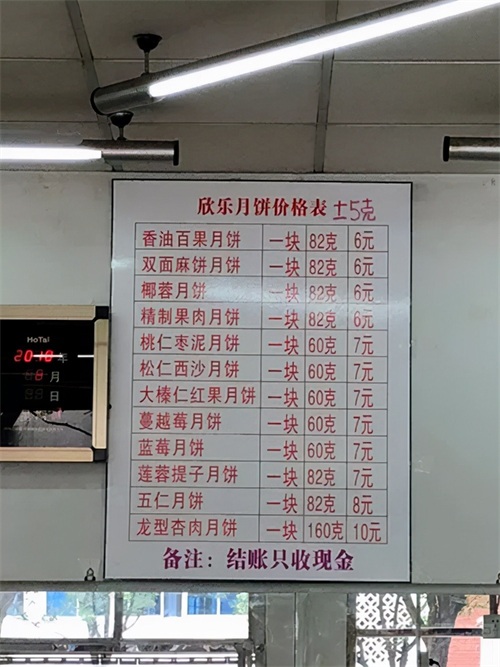 欣乐月饼价格表 ±5克
香油百果月饼 一块 82克 6元
双面麻饼月饼 一块 82克 6元
椰蓉月饼 一块 82克 6元
精制果肉月饼 一块 82克 6元
桃仁枣泥月饼 一块 60克 7元
松仁西沙月饼 一块 60克 7元
大榛仁红果月饼 一块 60克 7元
蔓越莓月饼 一块 60克 7元
蓝莓月饼 一块 60克 7元
莲蓉提子月饼 一块 82克 7元
五仁月饼 一块 82克 8元
龙型杏肉月饼 一块 160克 10元
备注：结账只收现金
HoTai
年
月
日